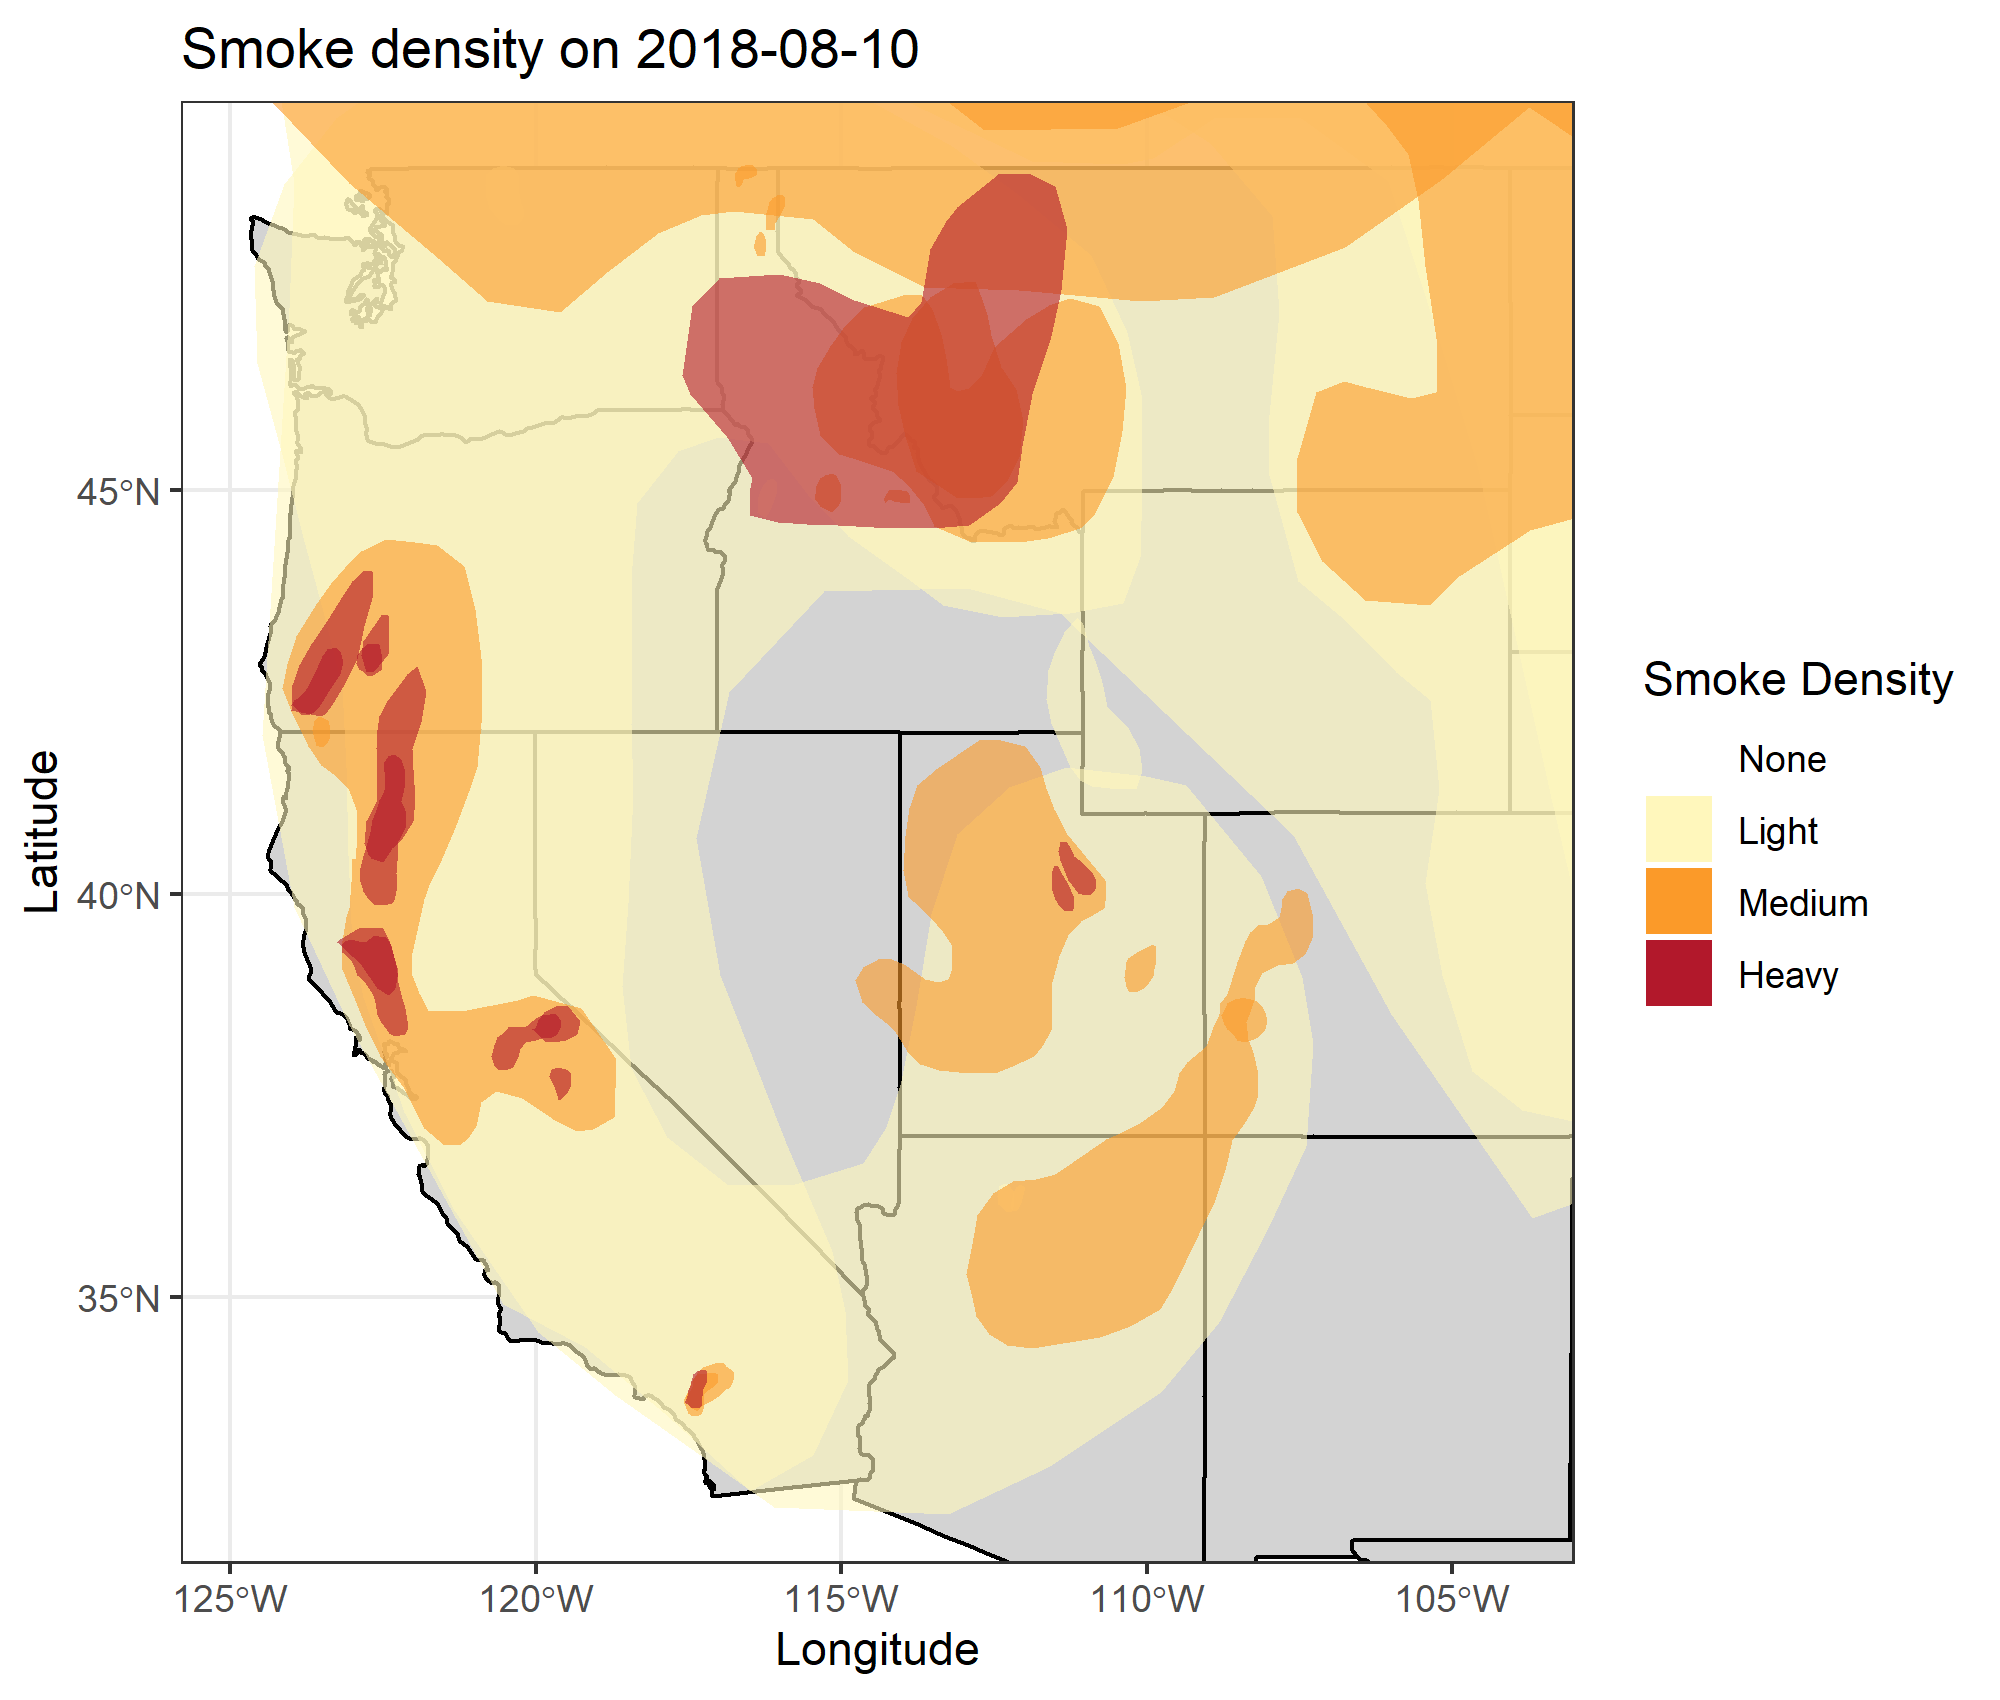 Smoke density on 2018-08-10
45°N
40°N
35°N
Latitude
125°W 120°W 115°W 110°W 105°W
Longitude
Smoke Density
None
Light
Medium
Heavy